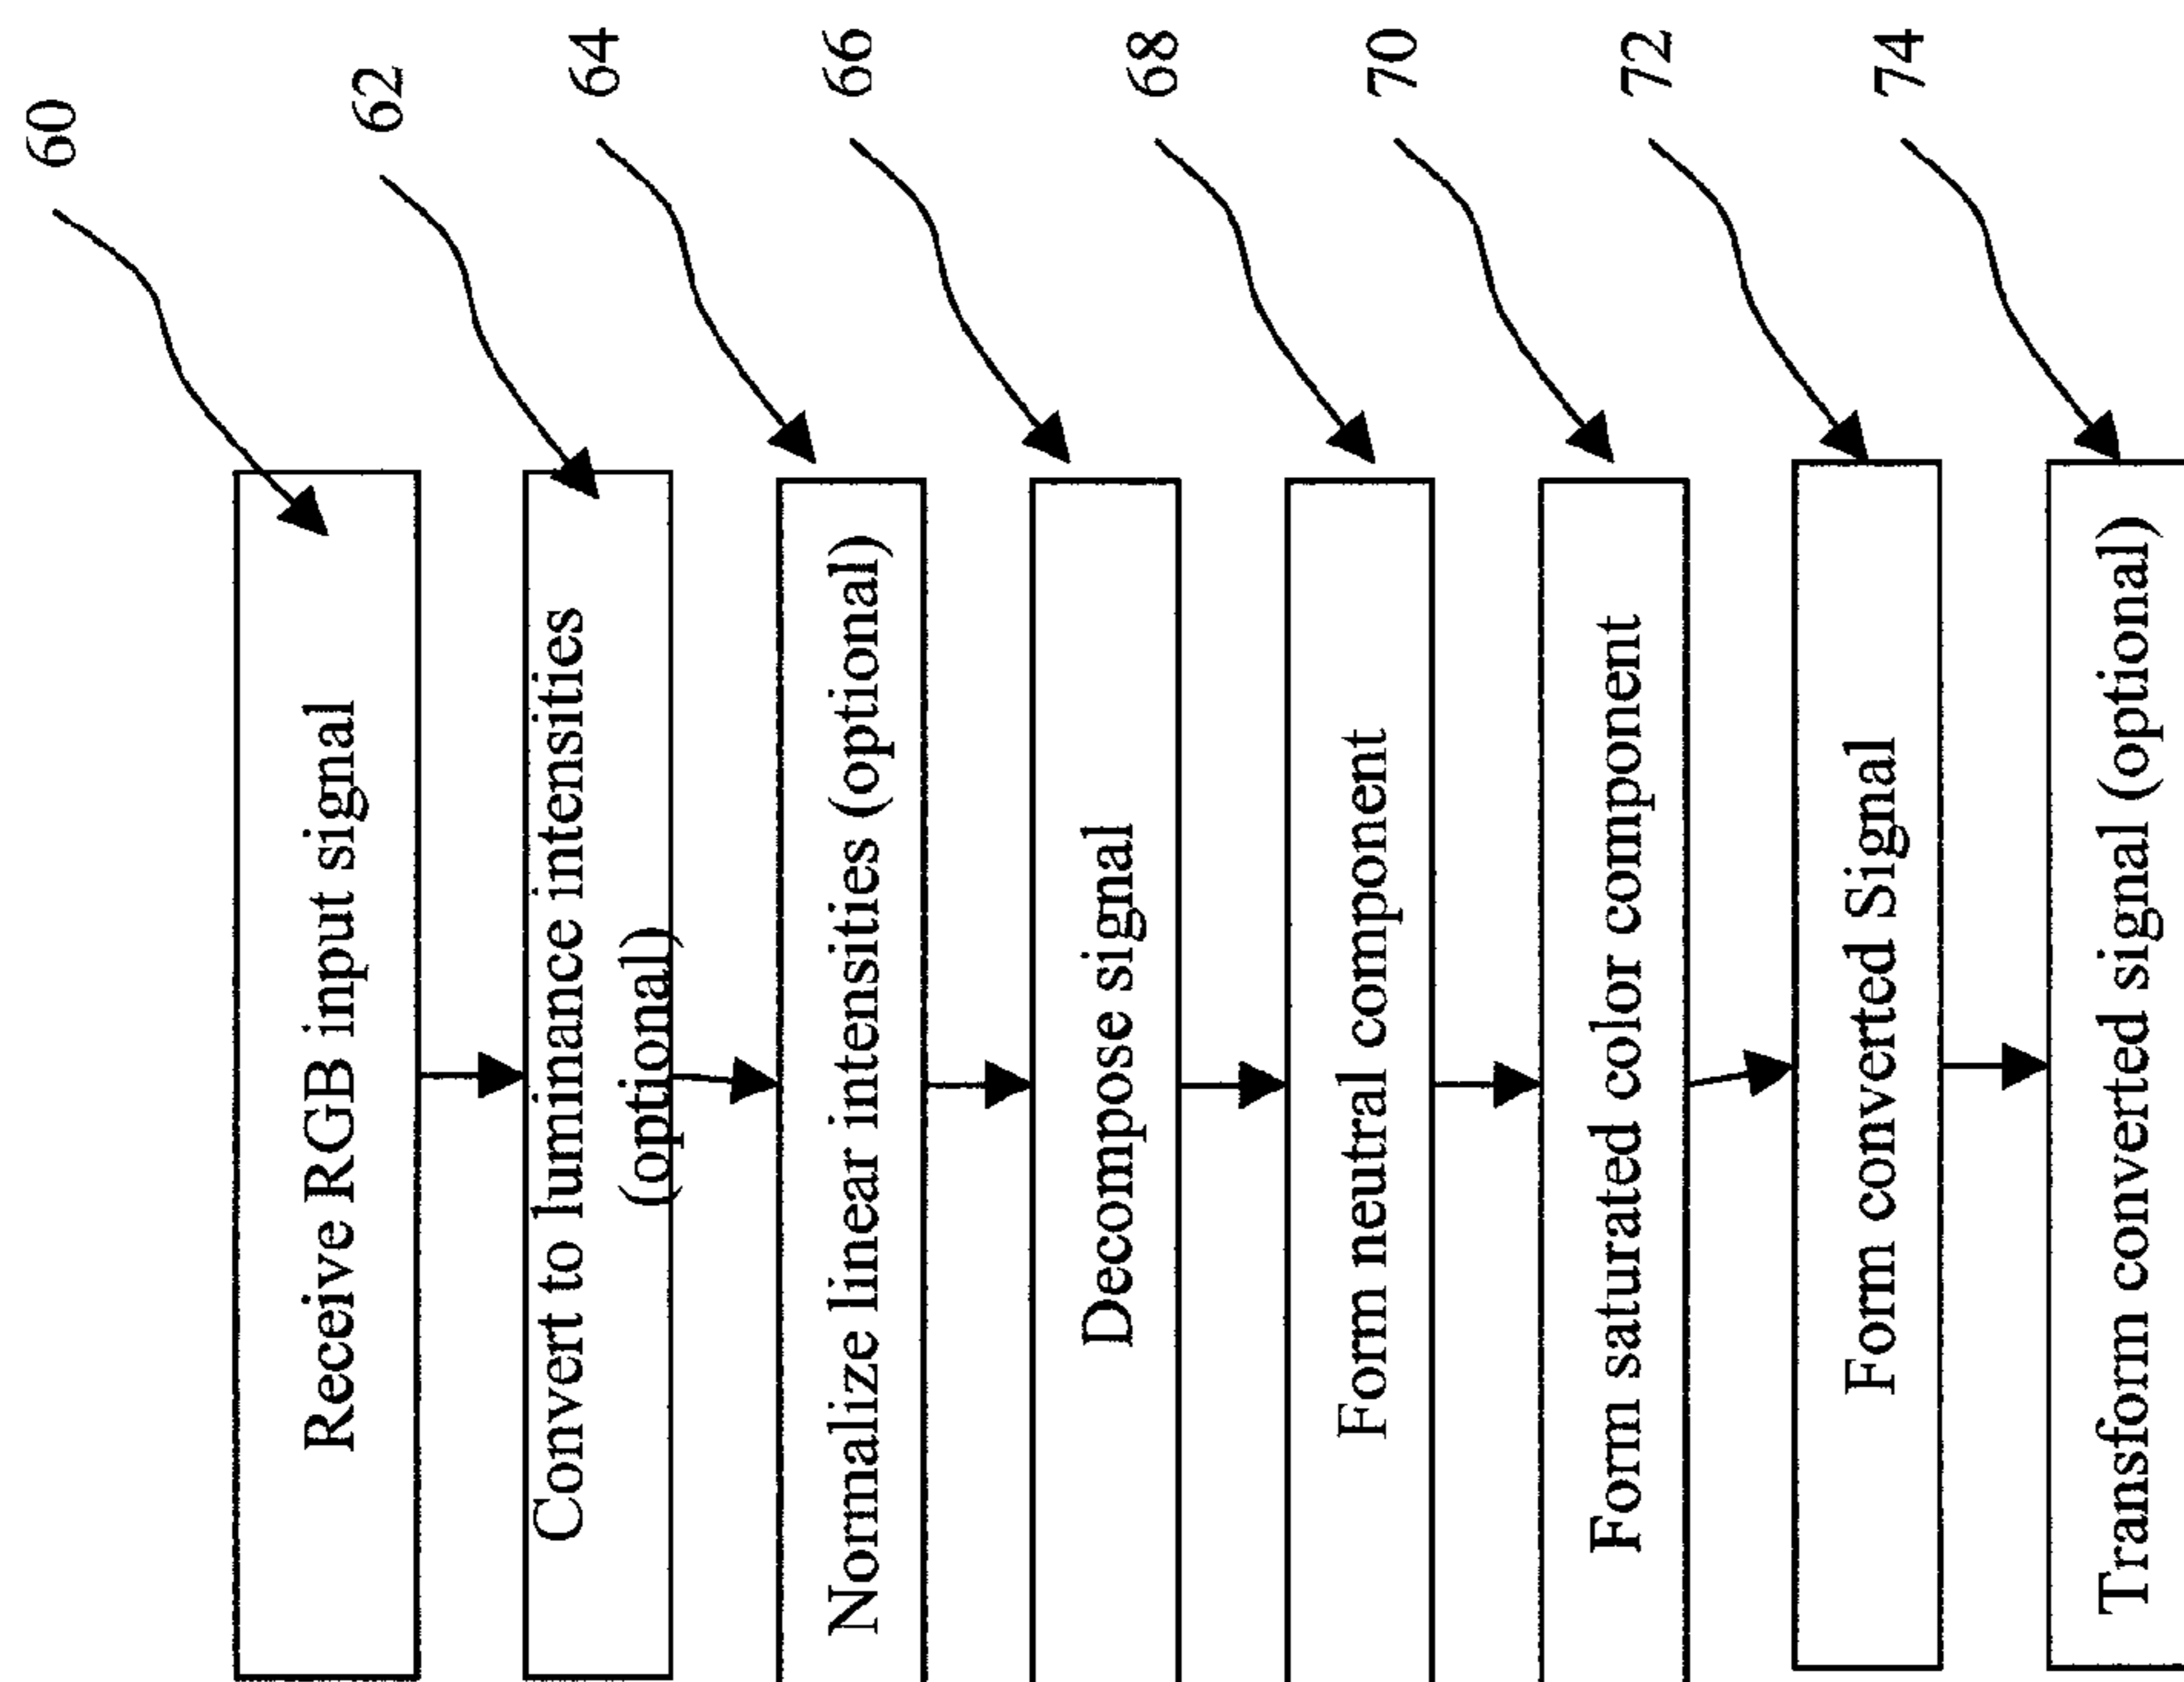 60
Receive RGB input signal
62
Convert to luminance intensities
(optional)
64
Normalize linear intensities (optional)
66
Decompose signal
68
Form neutral component
70
Form saturated color component
72
Form converted Signal
74
Transform converted signal (optional)